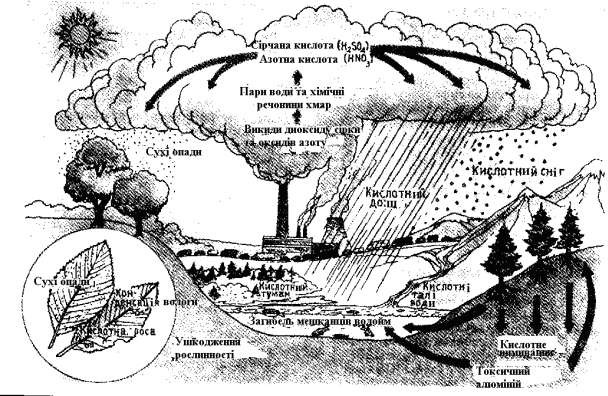 Сірчана кислота (H₂SO₄)
Азотна кислота (HNO₃)
Пари води та хімічні
речовини хмар
Викиди диоксиду сірки
та оксидів азоту
Сухі опади
КИСЛОТНИЙ СНІГ
КИСЛОТНИЙ
ДОЩ
КИСЛОТНИЙ
ТУМАН
КИСЛОТНІ
ТАЛІ
ВОДИ
Сухі опади
Кон-
денсація вологи
Кислотна роса
Загибель мешканців водойм
Ушкодження
рослинності
Кислотне
вимивання
Токсичний
алюміній